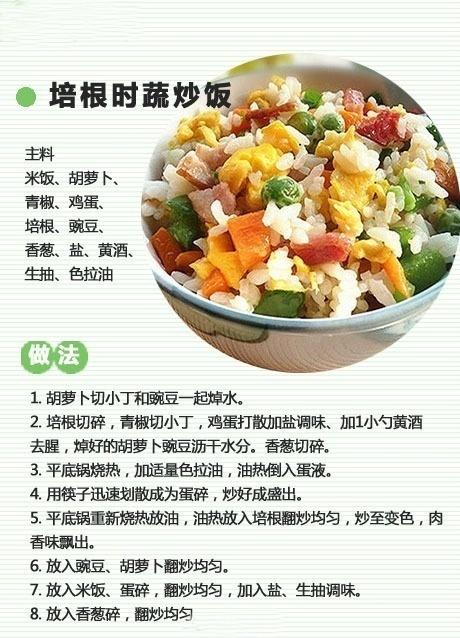 培根时蔬炒饭
主料
米饭、胡萝卜、
青椒、鸡蛋、
培根、豌豆、
香葱、盐、黄酒、
生抽、色拉油
做法
1. 胡萝卜切小丁和豌豆一起焯水。
2. 培根切碎，青椒切小丁，鸡蛋打散加盐调味、加1小勺黄酒
去腥，焯好的胡萝卜豌豆沥干水分。香葱切碎。
3. 平底锅烧热，加适量色拉油，油热倒入蛋液。
4. 用筷子迅速划散成为蛋碎，炒好成盛出。
5. 平底锅重新烧热放油，油热放入培根翻炒均匀，炒至变色，肉
香味飘出。
6. 放入豌豆、胡萝卜翻炒均匀。
7. 放入米饭、蛋碎，翻炒均匀，加入盐、生抽调味。
8. 放入香葱碎，翻炒均匀